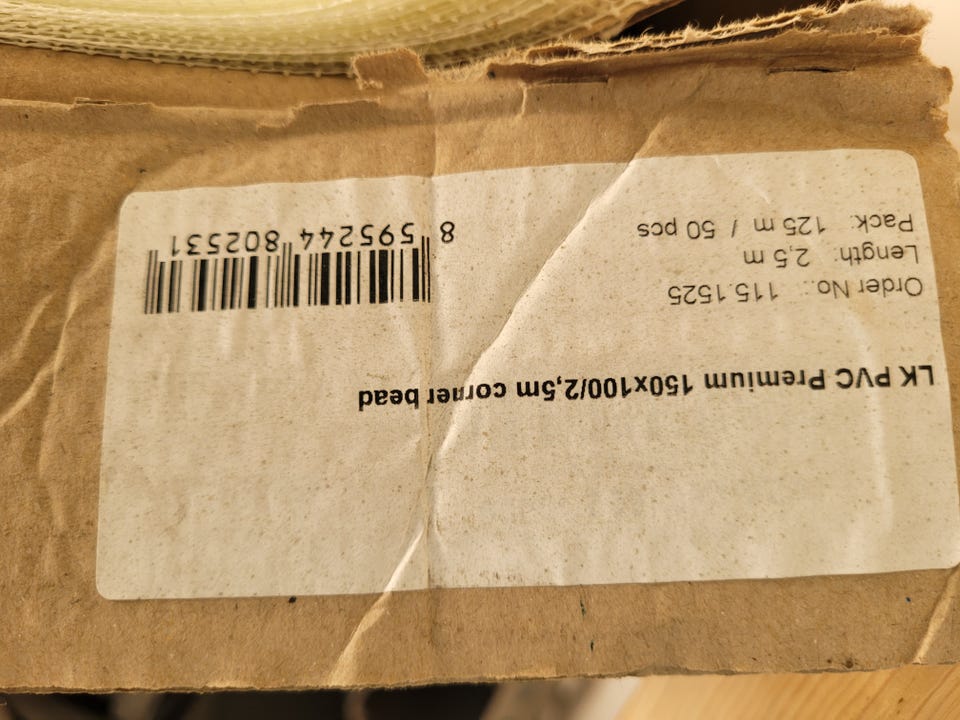 LK PVC Premium 150x100/2,5m corner bead
Order No.: 115.1525
Length: 2,5 m
Pack: 125 m / 50 pcs
8 595244 802531